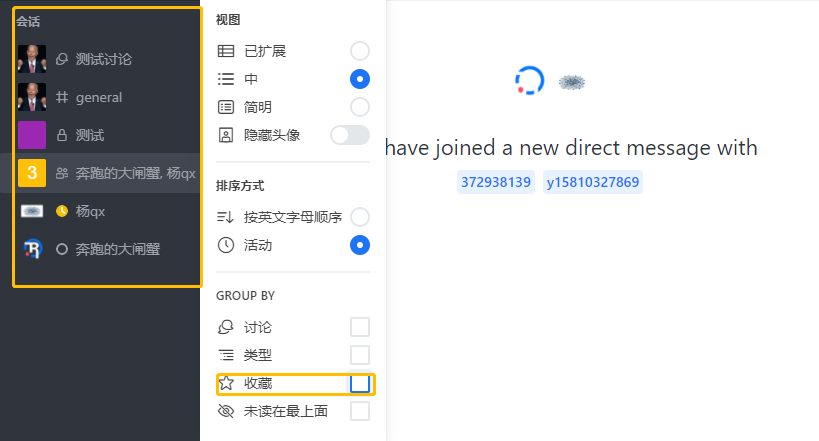 会话
测试讨论
general
测试
3
奔跑的大闸蟹, 杨qx
杨qx
奔跑的大闸蟹
视图
已扩展
中
简明
隐藏头像
排序方式
按英文字母顺序
活动
GROUP BY
讨论
类型
收藏
未读在最上面
have joined a new direct message with
372938139 y15810327869